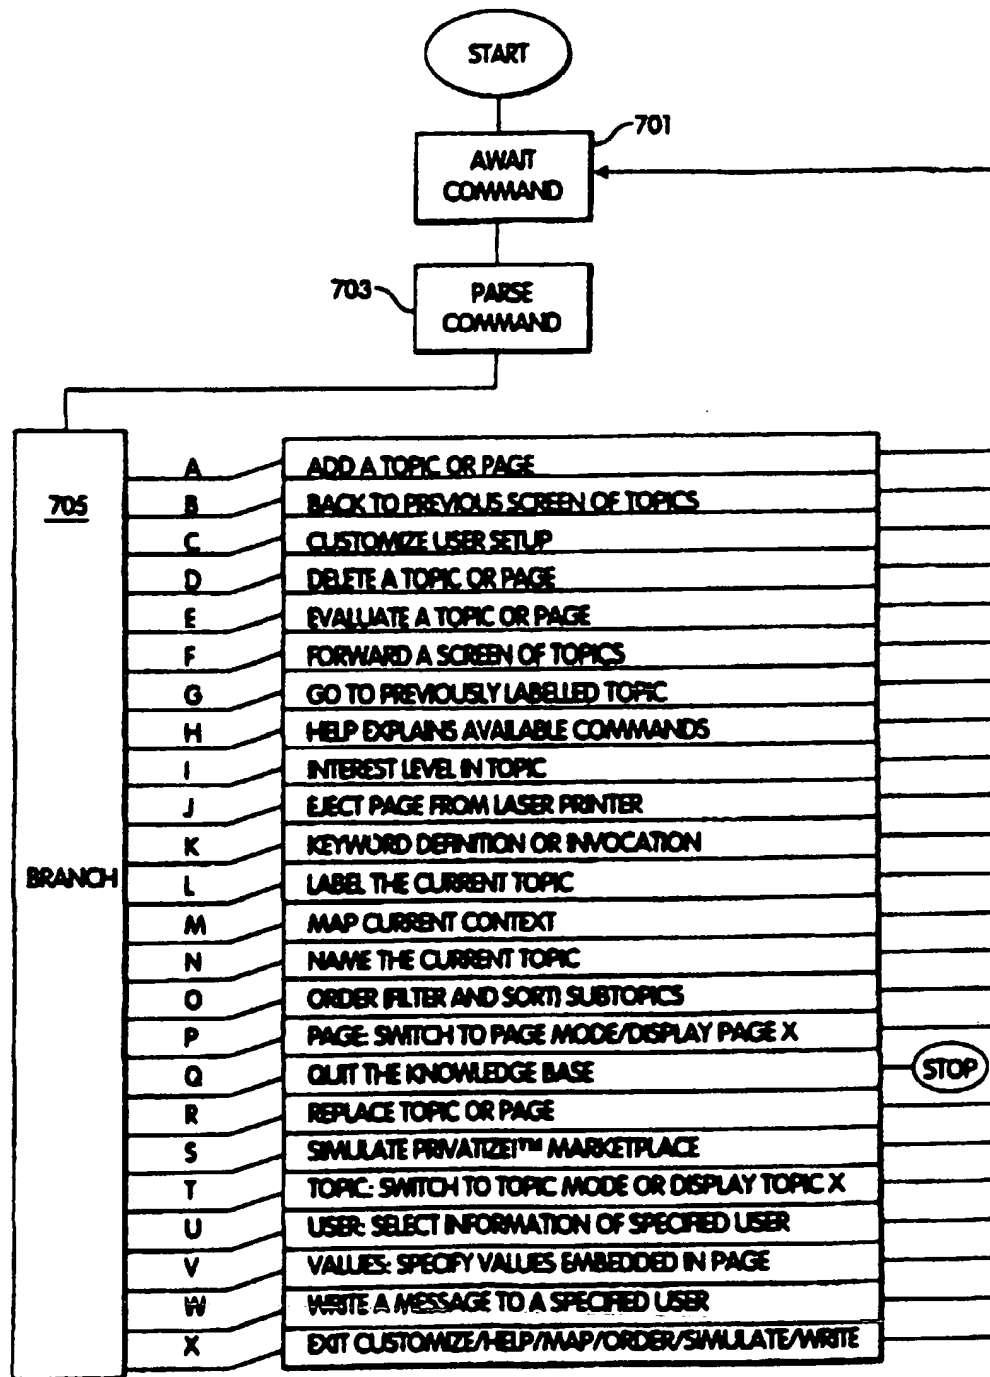 START
701
AWAIT
COMMAND
703
PARSE
COMMAND
705
BRANCH
A ADD A TOPIC OR PAGE
B BACK TO PREVIOUS SCREEN OF TOPICS
C CUSTOMIZE USER SETUP
D DELETE A TOPIC OR PAGE
E EVALUATE A TOPIC OR PAGE
F FORWARD A SCREEN OF TOPICS
G GO TO PREVIOUSLY LABELLED TOPIC
H HELP EXPLAINS AVAILABLE COMMANDS
I INTEREST LEVEL IN TOPIC
J EJECT PAGE FROM LASER PRINTER
K KEYWORD DEFINITION OR INVOCATION
L LABEL THE CURRENT TOPIC
M MAP CURRENT CONTEXT
N NAME THE CURRENT TOPIC
O ORDER (FILTER AND SORT) SUBTOPICS
P PAGE: SWITCH TO PAGE MODE/DISPLAY PAGE X
Q QUIT THE KNOWLEDGE BASE
STOP
R REPLACE TOPIC OR PAGE
S SIMULATE PRIVATIZE!™ MARKETPLACE
T TOPIC: SWITCH TO TOPIC MODE OR DISPLAY TOPIC X
U USER: SELECT INFORMATION OF SPECIFIED USER
V VALUES: SPECIFY VALUES EMBEDDED IN PAGE
W WRITE A MESSAGE TO A SPECIFIED USER
X EXIT CUSTOMIZE/HELP/MAP/ORDER/SIMULATE/WRITE